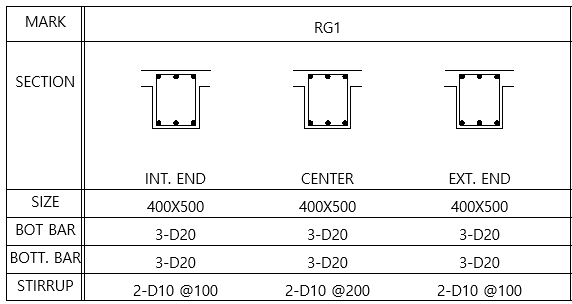 MARK RG1
SECTION
INT. END CENTER EXT. END
SIZE 400X500 400X500 400X500
BOT BAR 3-D20 3-D20 3-D20
BOTT. BAR 3-D20 3-D20 3-D20
STIRRUP 2-D10 @100 2-D10 @200 2-D10 @100